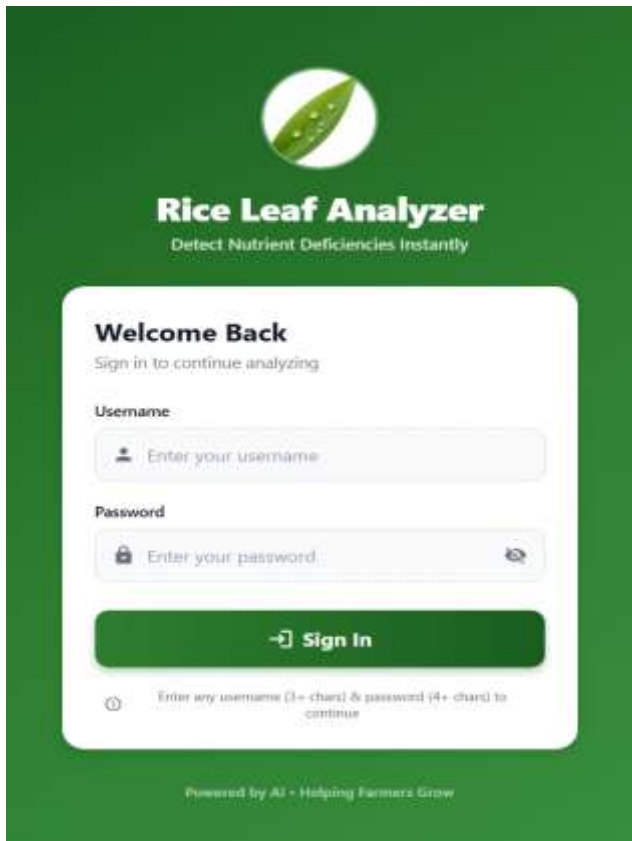 Rice Leaf Analyzer
Detect Nutrient Deficiencies Instantly
Welcome Back
Sign in to continue analyzing
Username
Enter your username
Password
Enter your password
Sign In
Enter any username (3+ chars) & password (4+ chars) to
continue
Powered by AI • Helping Farmers Grow